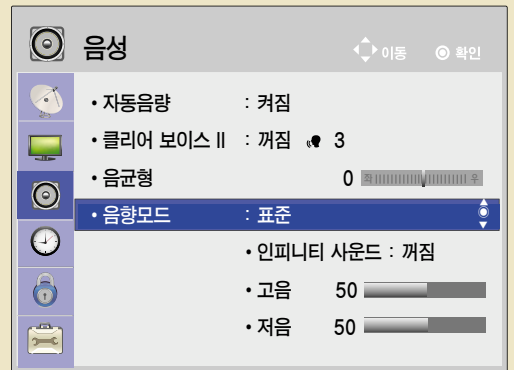 음성 이동 확인
• 자동음량 : 켜짐
• 클리어 보이스 II : 꺼짐 3
• 음균형 0 좌 우
• 음향모드 : 표준
• 인피니티 사운드 : 꺼짐
• 고음 50
• 저음 50